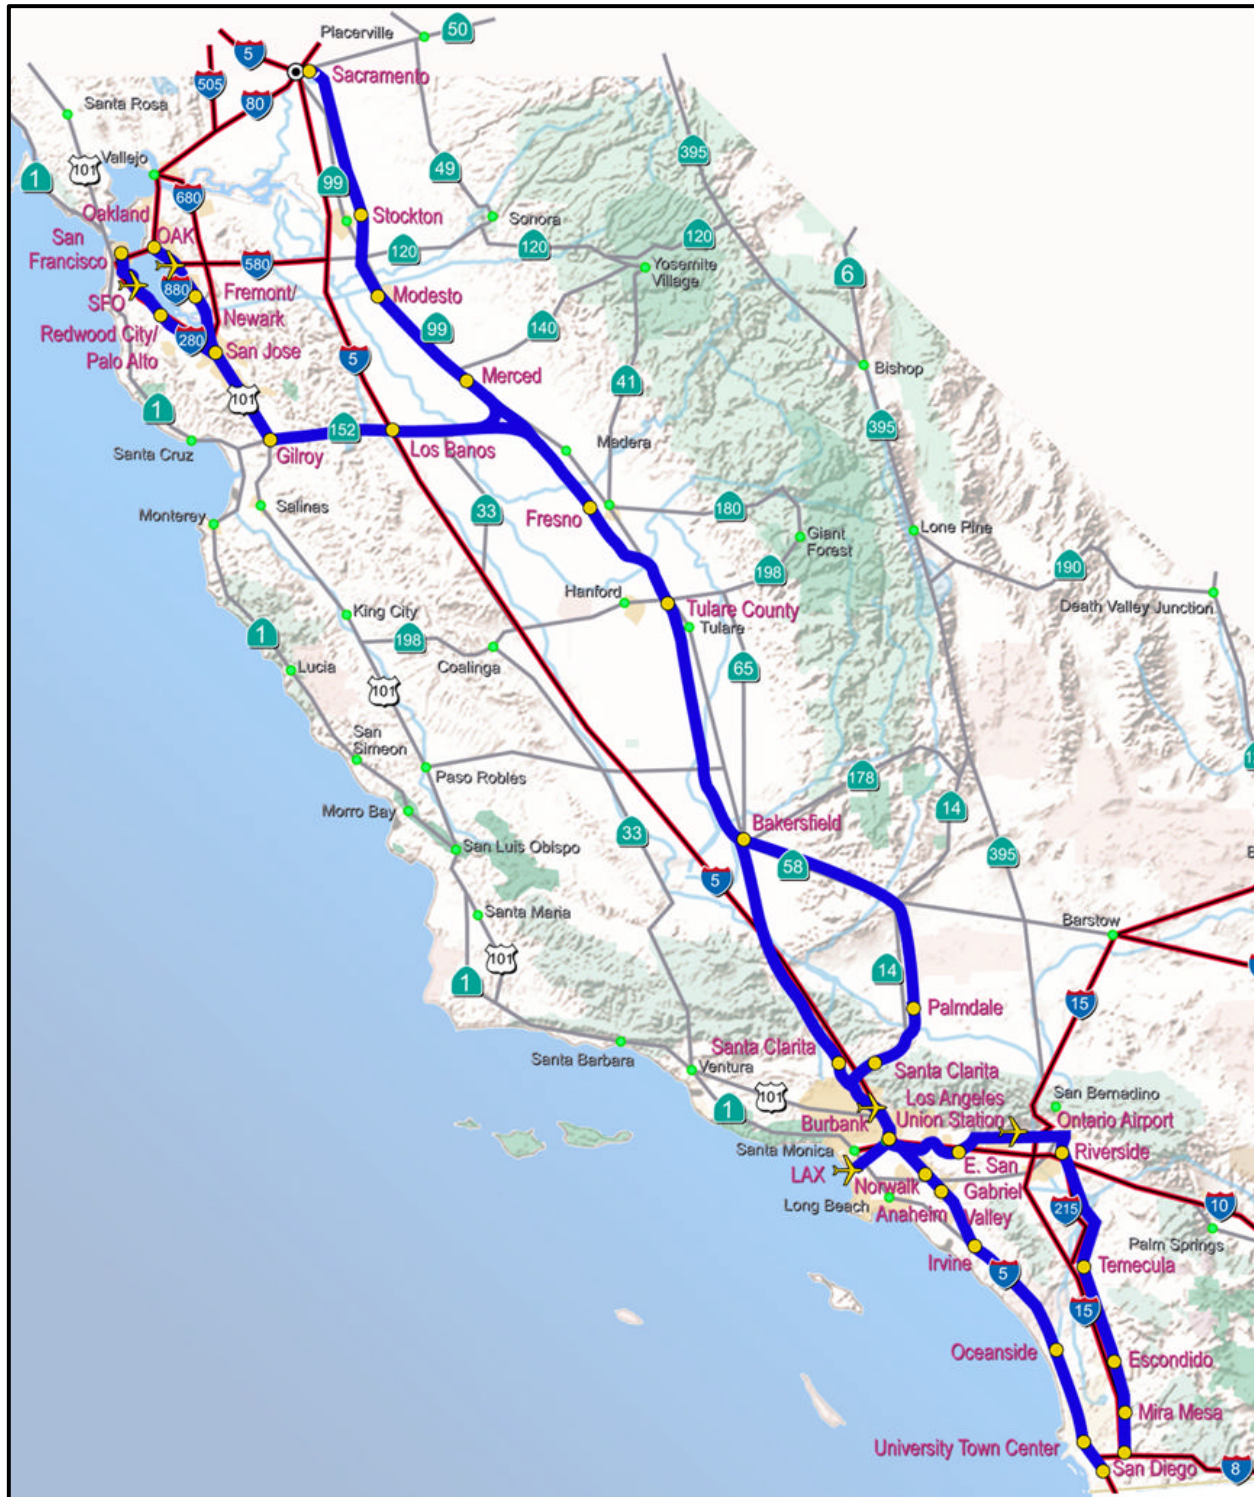 Placerville
50
5
Sacramento
505
80
Santa Rosa
101
Vallejo
1
680
99
49
395
Oakland
Stockton
Sonora
San
Francisco
OAK
580
120
120
120
Yosemite
Village
6
SFO
880
Fremont/
Newark
Modesto
Redwood City/
Palo Alto
280
San Jose
99
140
5
Merced
41
Bishop
1
101
152
395
Santa Cruz
Gilroy
Los Banos
Madera
Monterey
Salinas
33
Fresno
180
Giant
Forest
Lone Pine
198
190
Hanford
Tulare County
Death Valley Junction
King City
Tulare
1
198
Coalinga
65
Lucia
101
San
Simeon
Paso Robles
178
14
Morro Bay
Bakersfield
33
San Luis Obispo
58
395
5
Santa Maria
Barstow
101
1
14
15
Palmdale
Santa Barbara
Santa Clarita
Ventura
Santa Clarita
101
1
Los Angeles
Union Station
San Bernadino
Burbank
Ontario Airport
Santa Monica
LAX
E. San
Gabriel
Valley
Riverside
Norwalk
Long Beach
Anaheim
215
10
Palm Springs
Irvine
5
Temecula
15
Oceanside
Escondido
Mira Mesa
University Town Center
San Diego
8